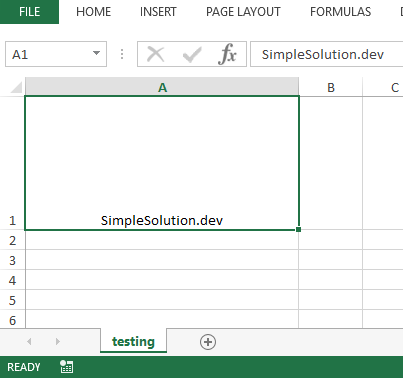 FILE HOME INSERT PAGE LAYOUT FORMULAS
A1 fx SimpleSolution.dev
A B C
1 SimpleSolution.dev
2
3
4
5
6
testing
READY